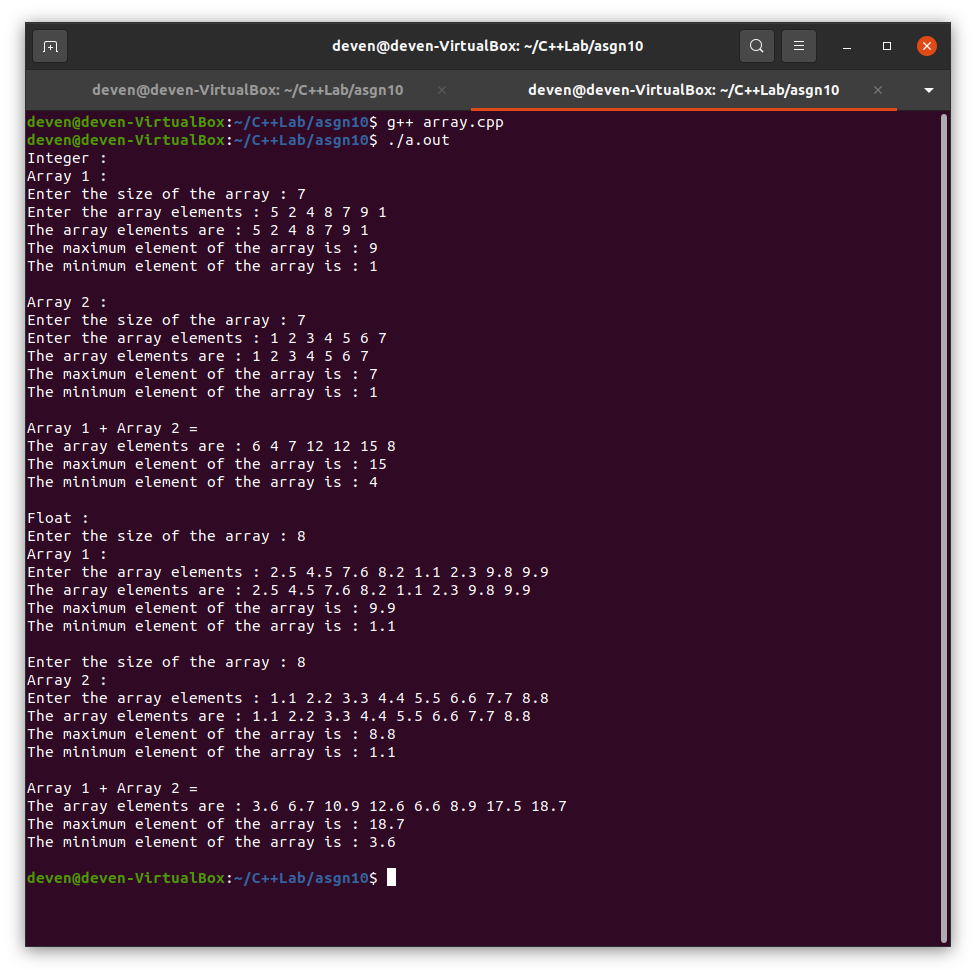 deven@deven-VirtualBox: ~/C++Lab/asgn10
deven@deven-VirtualBox: ~/C++Lab/asgn10 deven@deven-VirtualBox: ~/C++Lab/asgn10
deven@deven-VirtualBox:~/C++Lab/asgn10$ g++ array.cpp
deven@deven-VirtualBox:~/C++Lab/asgn10$ ./a.out
Integer :
Array 1 :
Enter the size of the array : 7
Enter the array elements : 5 2 4 8 7 9 1
The array elements are : 5 2 4 8 7 9 1
The maximum element of the array is : 9
The minimum element of the array is : 1
Array 2 :
Enter the size of the array : 7
Enter the array elements : 1 2 3 4 5 6 7
The array elements are : 1 2 3 4 5 6 7
The maximum element of the array is : 7
The minimum element of the array is : 1
Array 1 + Array 2 =
The array elements are : 6 4 7 12 12 15 8
The maximum element of the array is : 15
The minimum element of the array is : 4
Float :
Enter the size of the array : 8
Array 1 :
Enter the array elements : 2.5 4.5 7.6 8.2 1.1 2.3 9.8 9.9
The array elements are : 2.5 4.5 7.6 8.2 1.1 2.3 9.8 9.9
The maximum element of the array is : 9.9
The minimum element of the array is : 1.1
Enter the size of the array : 8
Array 2 :
Enter the array elements : 1.1 2.2 3.3 4.4 5.5 6.6 7.7 8.8
The array elements are : 1.1 2.2 3.3 4.4 5.5 6.6 7.7 8.8
The maximum element of the array is : 8.8
The minimum element of the array is : 1.1
Array 1 + Array 2 =
The array elements are : 3.6 6.7 10.9 12.6 6.6 8.9 17.5 18.7
The maximum element of the array is : 18.7
The minimum element of the array is : 3.6
deven@deven-VirtualBox:~/C++Lab/asgn10$